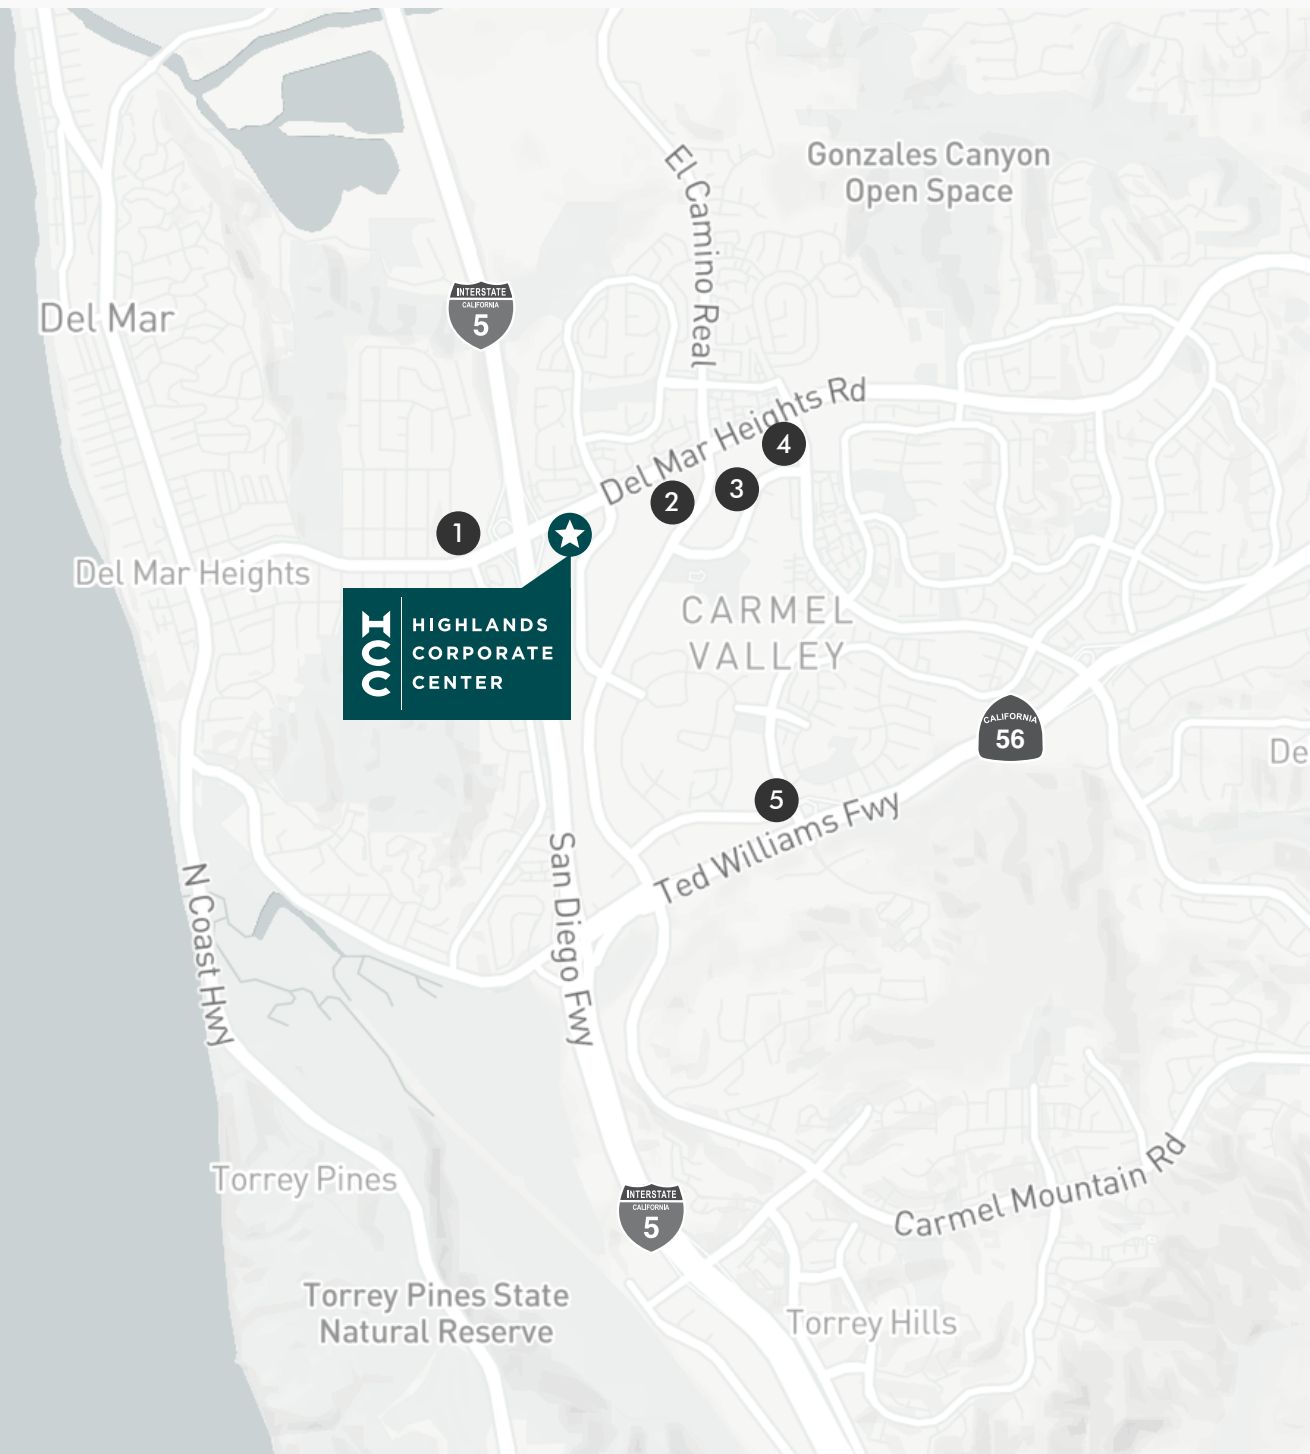 Gonzales Canyon
Open Space
El Camino Real
INTERSTATE
CALIFORNIA
5
Del Mar
Del Mar Heights Rd
4
3
2
1
Del Mar Heights
HCC
HIGHLANDS
CORPORATE
CENTER
CARMEL
VALLEY
CALIFORNIA
56
De
5
Ted Williams Fwy
San Diego Fwy
N Coast Hwy
Torrey Pines
INTERSTATE
CALIFORNIA
5
Carmel Mountain Rd
Torrey Pines State
Natural Reserve
Torrey Hills